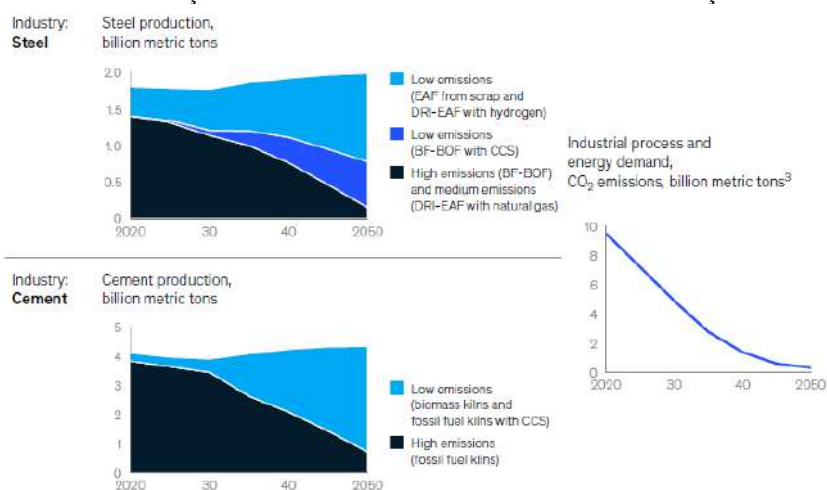 Industry:
Steel
Steel production,
billion metric tons
2.0
1.5
1.0
0.5
0
2020
30
40
2050
Low emissions
(EAF from scrap and
DRI-EAF with hydrogen)
Low emissions
(BF-BOF with CCS)
High emissions (BF-BOF)
and medium emissions
(DRI-EAF with natural gas)
Industry:
Cement
Cement production,
billion metric tons
5
4
3
2
1
0
2020
30
40
2050
Low emissions
(biomass kilns and
fossil fuel kilns with CCS)
High emissions
(fossil fuel kilns)
Industrial process and
energy demand,
CO₂ emissions, billion metric tons³
10
8
6
4
2
0
2020
30
40
2050